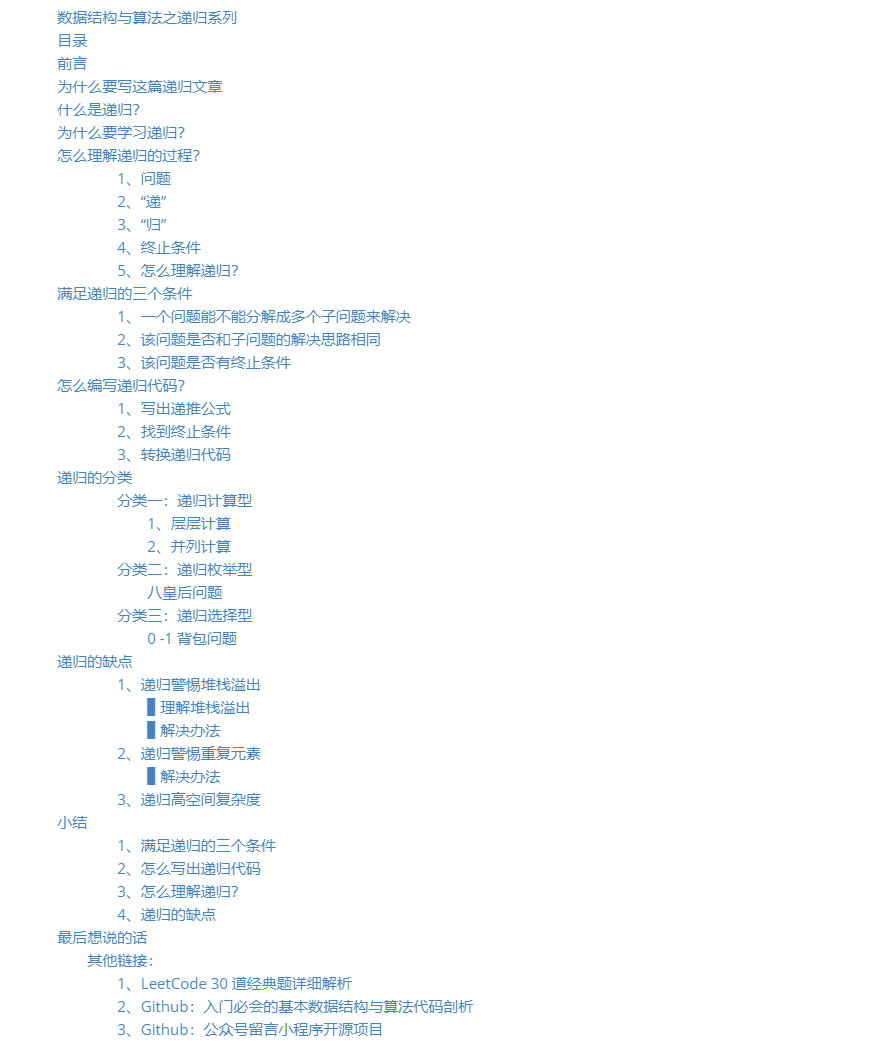 数据结构与算法之递归系列
目录
前言
为什么要写这篇递归文章
什么是递归?
为什么要学习递归?
怎么理解递归的过程?
1、问题
2、“递”
3、“归”
4、终止条件
5、怎么理解递归?
满足递归的三个条件
1、一个问题能不能分解成多个子问题来解决
2、该问题是否和子问题的解决思路相同
3、该问题是否有终止条件
怎么编写递归代码?
1、写出递推公式
2、找到终止条件
3、转换递归代码
递归的分类
分类一：递归计算型
1、层层计算
2、并列计算
分类二：递归枚举型
八皇后问题
分类三：递归选择型
0 -1 背包问题
递归的缺点
1、递归警惕堆栈溢出
▊理解堆栈溢出
▊解决办法
2、递归警惕重复元素
▊解决办法
3、递归高空间复杂度
小结
1、满足递归的三个条件
2、怎么写出递归代码
3、怎么理解递归?
4、递归的缺点
最后想说的话
其他链接：
1、LeetCode 30 道经典题详细解析
2、Github：入门必会的基本数据结构与算法代码剖析
3、Github：公众号留言小程序开源项目